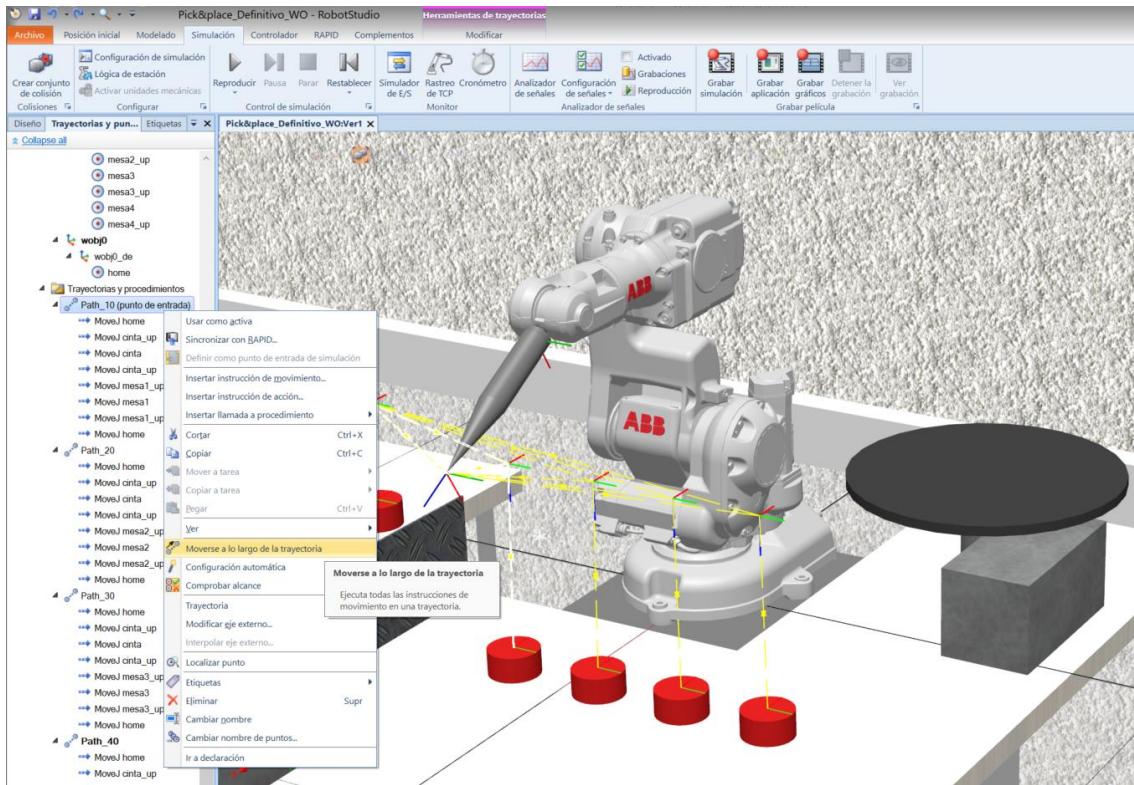 Pick&place_Definitivo_WO - RobotStudio
Herramientas de trayectorias
Archivo Posición inicial Modelado Simulación Controlador RAPID Complementos Modificar
Crear conjunto de colisión
Configuración de simulación
Lógica de estación
Activar unidades mecánicas
Reproducir Pausa Parar Restablecer
Simulador de E/S
Rastreo de TCP
Cronómetro
Analizador de señales
Configuración de señales
Activado
Grabaciones
Reproducción
Grabar simulación
Grabar aplicación
Grabar gráficos
Detener la grabación
Ver grabación
Colisiones Configurar Control de simulación Monitor Analizador de señales Grabar película
Diseño Trayectorias y pun... Etiquetas
Pick&place_Definitivo_WO:Ver1
Collapse all
mesa2_up
mesa3
mesa3_up
mesa4
mesa4_up
wobj0
wobj0_de
home
Trayectorias y procedimientos
Path_10 (punto de entrada)
MoveJ home
MoveJ cinta_up
MoveJ cinta
MoveJ cinta_up
MoveJ mesa1_up
MoveJ mesa1
MoveJ mesa1_up
MoveJ home
Path_20
MoveJ home
MoveJ cinta_up
MoveJ cinta
MoveJ cinta_up
MoveJ mesa2_up
MoveJ mesa2
MoveJ mesa2_up
MoveJ home
Path_30
MoveJ home
MoveJ cinta_up
MoveJ cinta
MoveJ cinta_up
MoveJ mesa3_up
MoveJ mesa3
MoveJ mesa3_up
MoveJ home
Path_40
MoveJ home
MoveJ cinta_up
Usar como activa
Sincronizar con RAPID...
Definir como punto de entrada de simulación
Insertar instrucción de movimiento...
Insertar instrucción de acción...
Insertar llamada a procedimiento
Cortar Ctrl+X
Copiar Ctrl+C
Mover a tarea
Copiar a tarea
Pegar Ctrl+V
Ver
Moverse a lo largo de la trayectoria
Configuración automática
Comprobar alcance
Trayectoria
Modificar eje externo...
Interpolar eje externo...
Localizar punto
Etiquetas
Eliminar Supr
Cambiar nombre
Cambiar nombre de puntos...
Ir a declaración
Moverse a lo largo de la trayectoria
Ejecuta todas las instrucciones de
movimiento en una trayectoria.
ABB
ABB